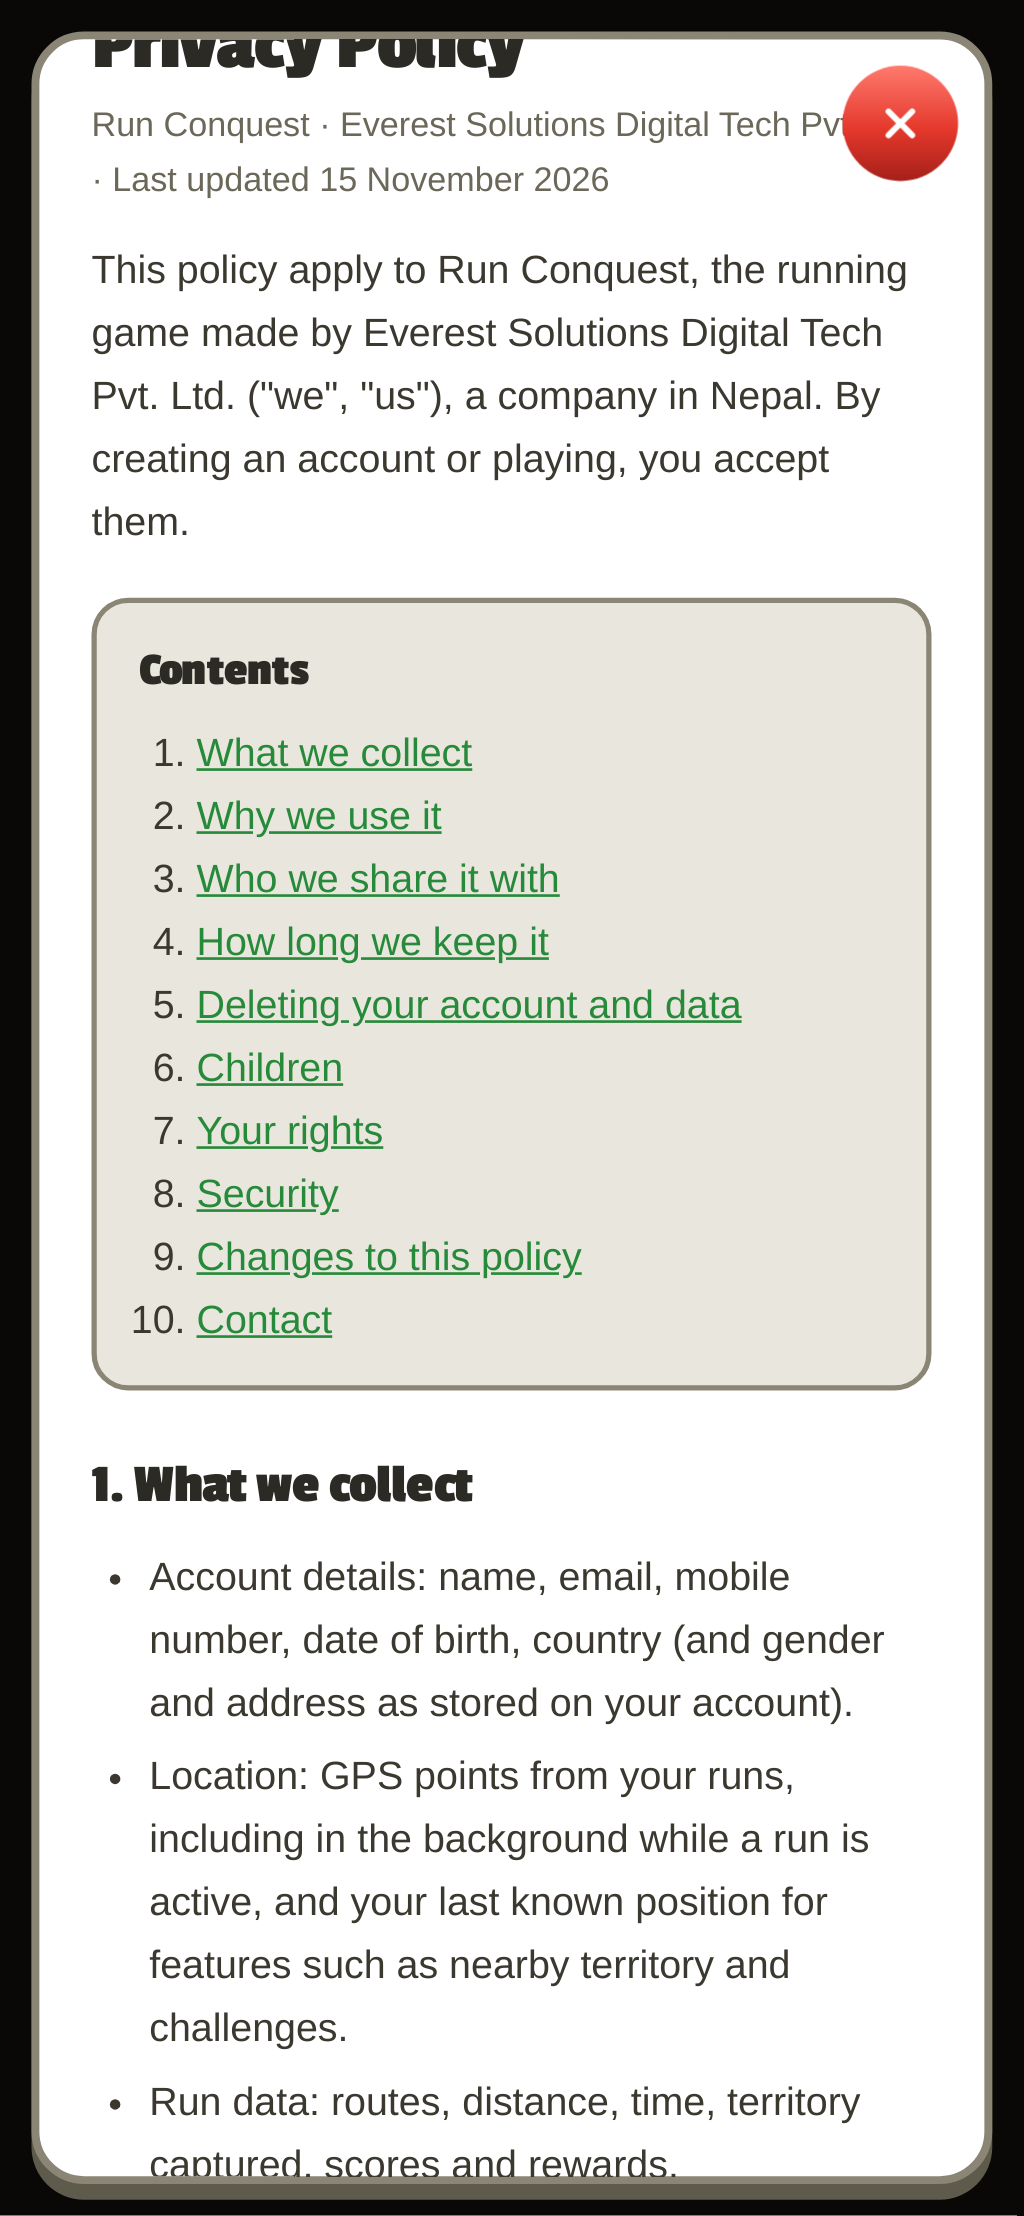 Privacy Policy
Run Conquest · Everest Solutions Digital Tech
· Last updated 15 November 2026
This policy apply to Run Conquest, the running
game made by Everest Solutions Digital Tech
Pvt. Ltd. ("we", "us"), a company in Nepal. By
creating an account or playing, you accept
them.
Contents
1. What we collect
2. Why we use it
3. Who we share it with
4. How long we keep it
5. Deleting your account and data
6. Children
7. Your rights
8. Security
9. Changes to this policy
10. Contact
1. What we collect
• Account details: name, email, mobile
number, date of birth, country (and gender
and address as stored on your account).
• Location: GPS points from your runs,
including in the background while a run is
active, and your last known position for
features such as nearby territory and
challenges.
• Run data: routes, distance, time, territory
captured, scores and rewards.